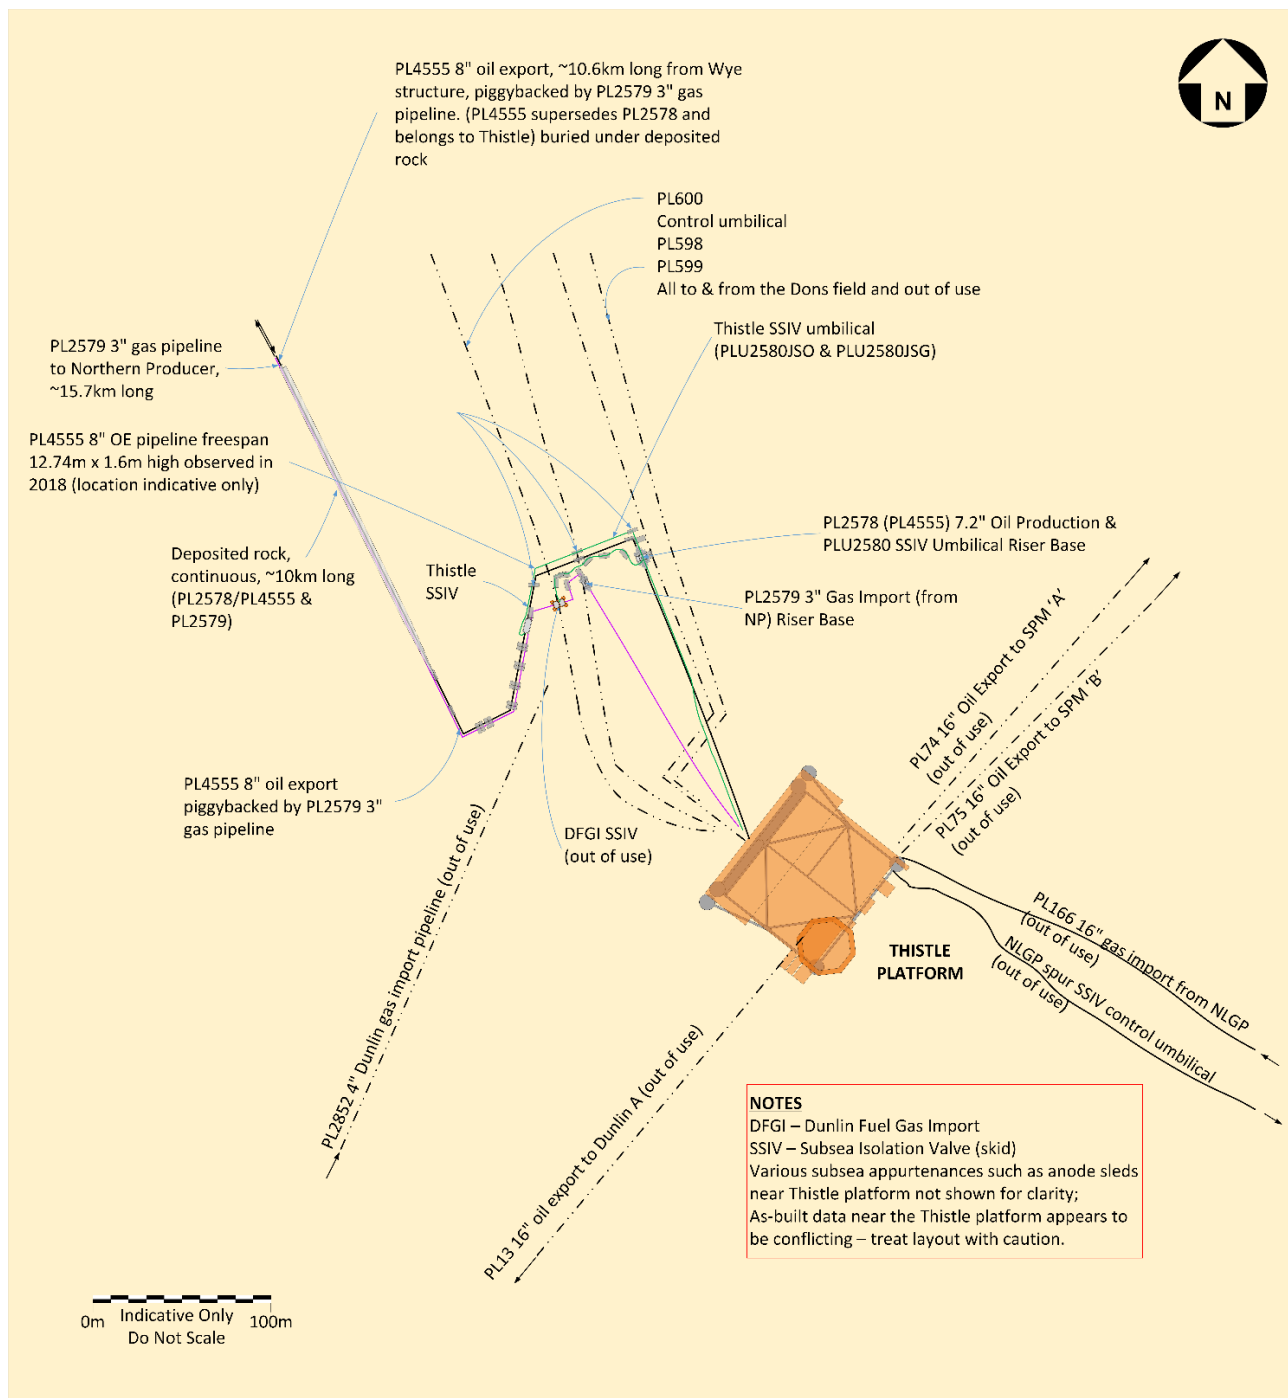 PL4555 8" oil export, ~10.6km long from Wye
structure, piggybacked by PL2579 3" gas
pipeline. (PL4555 supersedes PL2578 and
belongs to Thistle) buried under deposited
rock
N
PL600
Control umbilical
PL598
PL599
All to & from the Dons field and out of use
Thistle SSIV umbilical
(PLU2580JSO & PLU2580JSG)
PL2579 3" gas pipeline
to Northern Producer,
~15.7km long
PL4555 8" OE pipeline freespan
12.74m x 1.6m high observed in
2018 (location indicative only)
Deposited rock,
continuous, ~10km long
(PL2578/PL4555 &
PL2579)
Thistle
SSIV
PL2578 (PL4555) 7.2" Oil Production &
PLU2580 SSIV Umbilical Riser Base
PL2579 3" Gas Import (from
NP) Riser Base
PL74 16" Oil Export to SPM ‘A’
(out of use)
PL75 16" Oil Export to SPM ‘B’
(out of use)
PL4555 8" oil export
piggybacked by PL2579 3"
gas pipeline
DFGI SSIV
(out of use)
PL2852 4" Dunlin gas import pipeline (out of use)
THISTLE
PLATFORM
PL166 16" gas import from NLGP
(out of use)
NLGP spur SSIV control umbilical
(out of use)
PL13 16" oil export to Dunlin A (out of use)
NOTES
DFGI – Dunlin Fuel Gas Import
SSIV – Subsea Isolation Valve (skid)
Various subsea appurtenances such as anode sleds
near Thistle platform not shown for clarity;
As-built data near the Thistle platform appears to
be conflicting – treat layout with caution.
0m
Indicative Only
100m
Do Not Scale